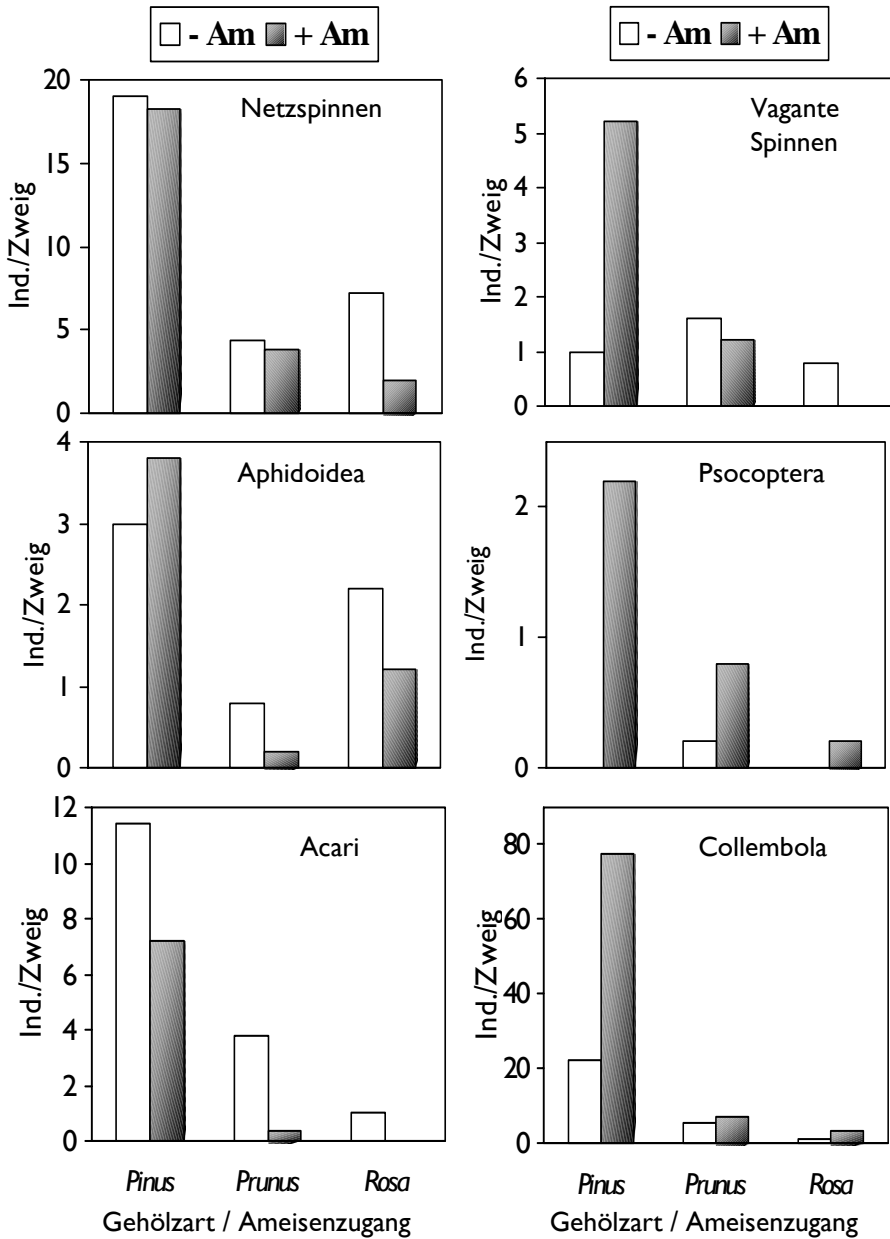 - Am + Am
- Am + Am
Netzspinnen
Ind./Zweig
20
15
10
5
0
Vagante
Spinnen
Ind./Zweig
6
5
4
3
2
1
0
Aphidoidea
Ind./Zweig
4
3
2
1
0
Psocoptera
Ind./Zweig
2
1
0
Acari
Ind./Zweig
12
10
8
6
4
2
0
Pinus Prunus Rosa
Gehölzart / Ameisenzugang
Collembola
Ind./Zweig
80
60
40
20
0
Pinus Prunus Rosa
Gehölzart / Ameisenzugang